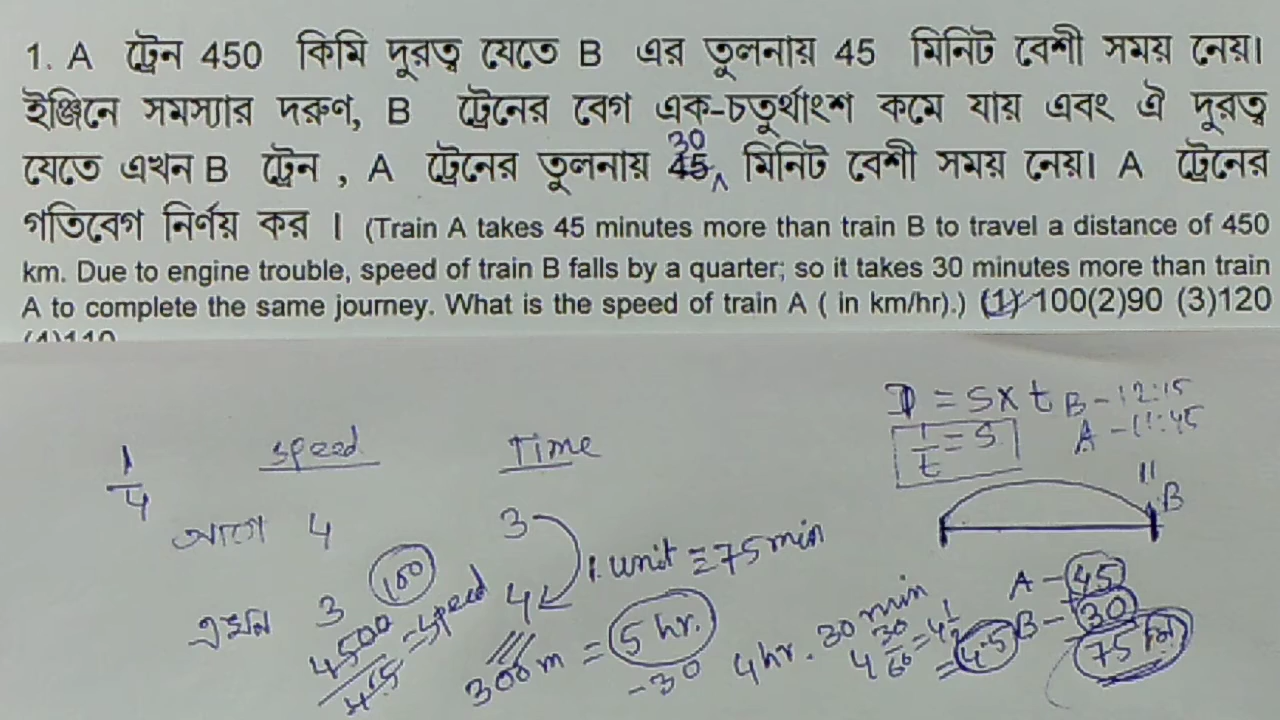 1. A ট্রেন 450 কিমি দূরত্ব যেতে B এর তুলনায় 45 মিনিট বেশী সময় নেয়।
ইঞ্জিনে সমস্যার দরুণ, B ট্রেনের বেগ এক-চতুর্থাংশ কমে যায় এবং ঐ দূরত্ব
30
যেতে এখন B ট্রেন , A ট্রেনের তুলনায় 45 মিনিট বেশী সময় নেয়। A ট্রেনের
গতিবেগ নির্ণয় কর । (Train A takes 45 minutes more than train B to travel a distance of 450
km. Due to engine trouble, speed of train B falls by a quarter; so it takes 30 minutes more than train
A to complete the same journey. What is the speed of train A ( in km/hr).) (1) 100(2)90 (3)120
(4)110
D = s x t B - 12:15
1/t = s A - 11:45
1/4 speed Time
আগে 4 3 1 unit = 75 min
B
এখন 3 100 4
A - 45
4500/45 = speed
300 m = 5 hr.
B - 30
-30 4 hr. 30 min
4 30/60 = 4 1/2
= 4.5
75 মি